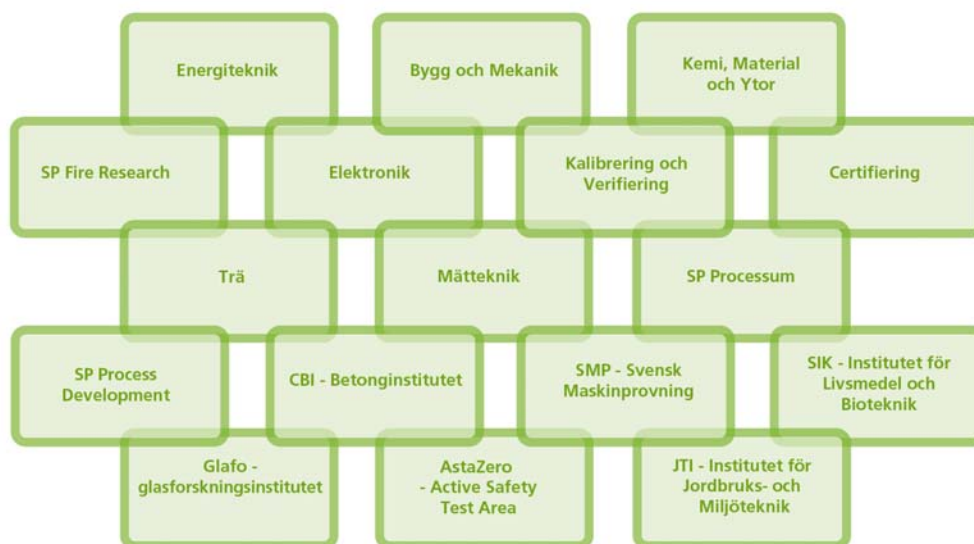 Energiteknik
Bygg och Mekanik
Kemi, Material
och Ytor
SP Fire Research
Elektronik
Kalibrering och
Verifiering
Certifiering
Trä
Mätteknik
SP Processum
SP Process
Development
CBI - Betonginstitutet
SMP - Svensk
Maskinprovning
SIK - Institutet för
Livsmedel och
Bioteknik
Glafo -
glasforskningsinstitutet
AstaZero
- Active Safety
Test Area
JTI - Institutet för
Jordbruks- och
Miljöteknik